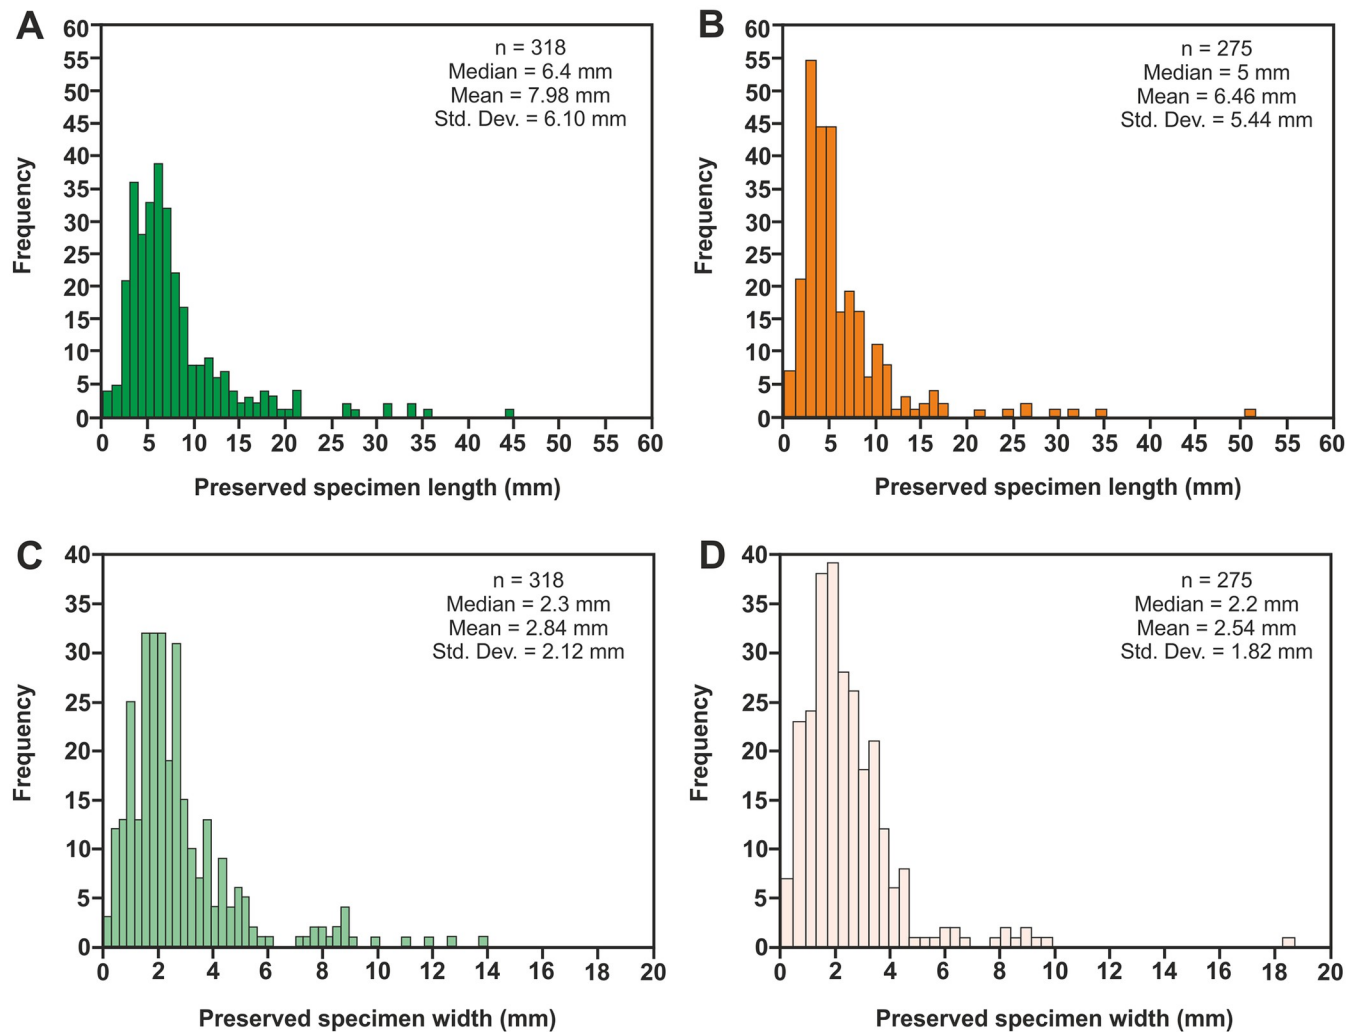 A
60
55
50
45
40
35
30
25
20
15
10
5
0
Frequency
n = 318
Median = 6.4 mm
Mean = 7.98 mm
Std. Dev. = 6.10 mm
0 5 10 15 20 25 30 35 40 45 50 55 60
Preserved specimen length (mm)
B
60
55
50
45
40
35
30
25
20
15
10
5
0
Frequency
n = 275
Median = 5 mm
Mean = 6.46 mm
Std. Dev. = 5.44 mm
0 5 10 15 20 25 30 35 40 45 50 55 60
Preserved specimen length (mm)
C
40
35
30
25
20
15
10
5
0
Frequency
n = 318
Median = 2.3 mm
Mean = 2.84 mm
Std. Dev. = 2.12 mm
0 2 4 6 8 10 12 14 16 18 20
Preserved specimen width (mm)
D
40
35
30
25
20
15
10
5
0
Frequency
n = 275
Median = 2.2 mm
Mean = 2.54 mm
Std. Dev. = 1.82 mm
0 2 4 6 8 10 12 14 16 18 20
Preserved specimen width (mm)